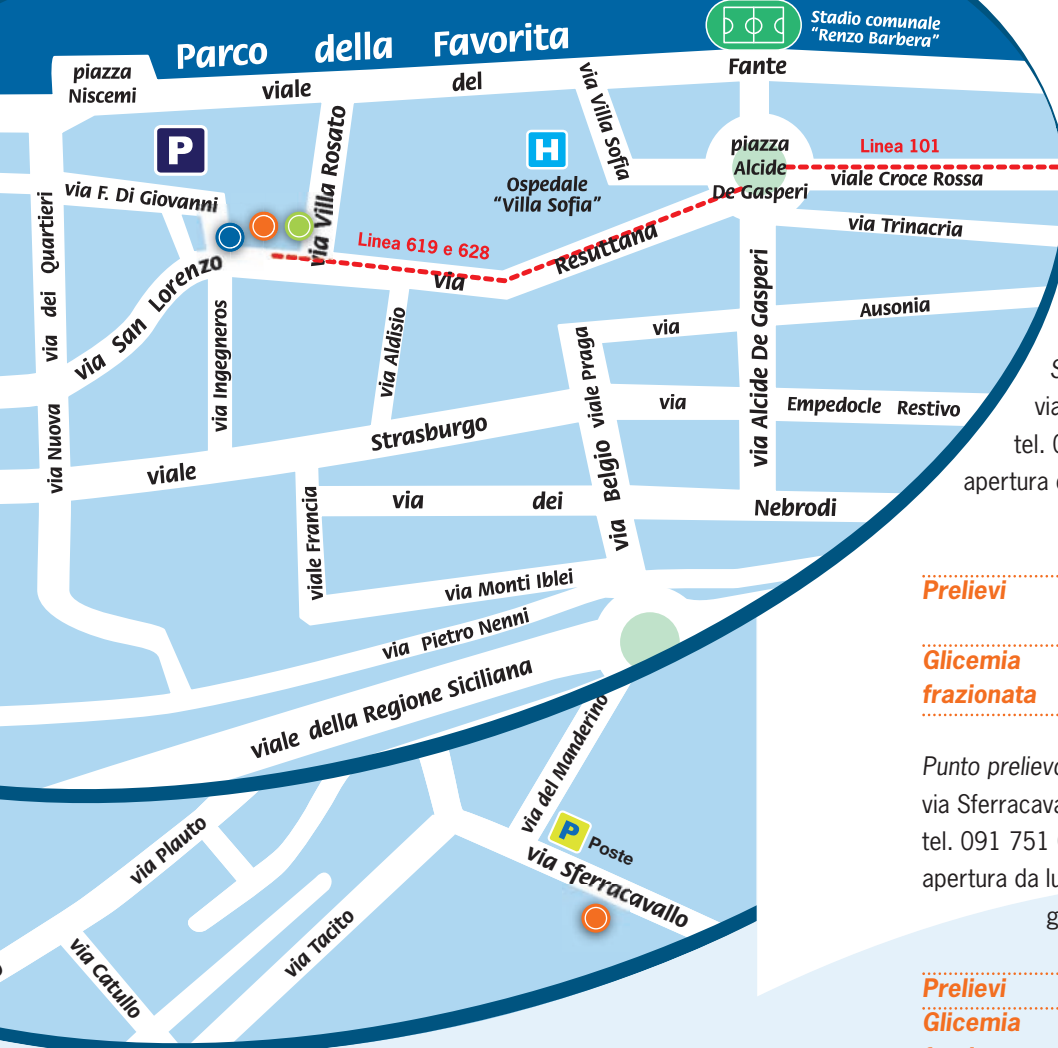 Parco della Favorita
Stadio comunale
"Renzo Barbera"
piazza
Niscemi
viale del Fante
via Villa Sofia
P
via Villa Rosato
H
Ospedale
"Villa Sofia"
piazza
Alcide
De Gasperi
Linea 101
viale Croce Rossa
via F. Di Giovanni
via Nuova via dei Quartieri
Linea 619 e 628
via Resuttana
via Trinacria
via San Lorenzo
via Ingegneros
via Aldisio
via Alcide De Gasperi
via Ausonia
via Belgio viale Praga
via Empedocle Restivo
viale Strasburgo
viale Francia
via dei Nebrodi
via Monti Iblei
via Pietro Nenni
viale della Regione Siciliana
via del Manderino
P
Poste
via Plauto
via Sferracavallo
via Tacito
via Catullo
S
via
tel. 0
apertura
Prelievi
Glicemia
frazionata
Punto prelievo
via Sferracava
tel. 091 751
apertura da lu
g
Prelievi
Glicemia